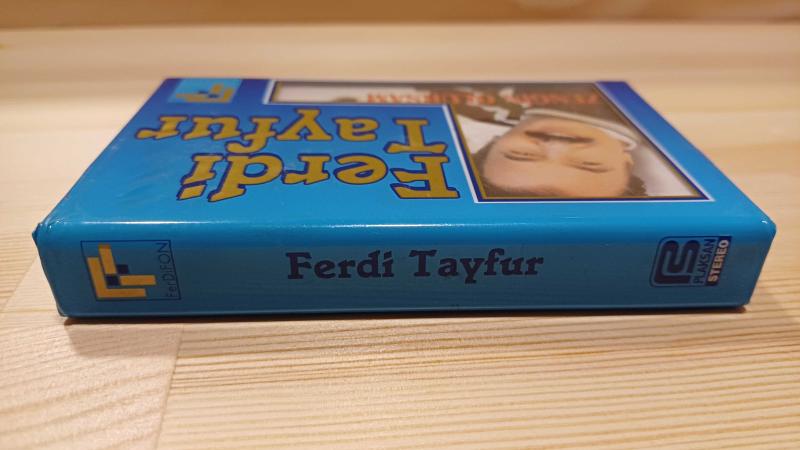 Ferdi
Tayfur
FerDiFON
Ferdi Tayfur
PLAKSAN
STEREO